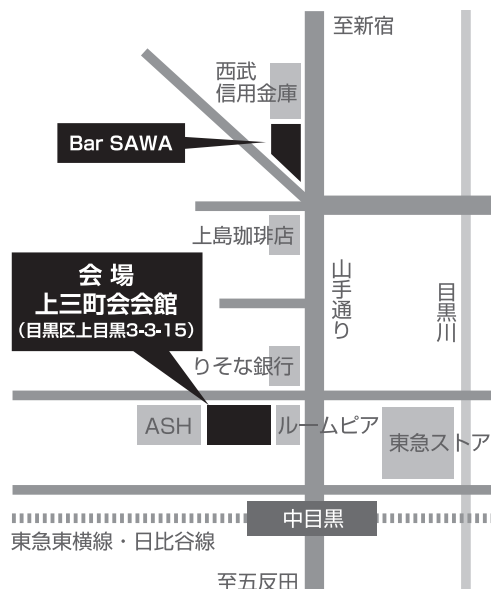 至新宿
西武
信用金庫
Bar SAWA
上島珈琲店
会 場
上三町会会館
(目黒区上目黒3-3-15)
山手通り
目黒川
りそな銀行
ASH
ルームピア
東急ストア
中目黒
東急東横線・日比谷線
至五反田